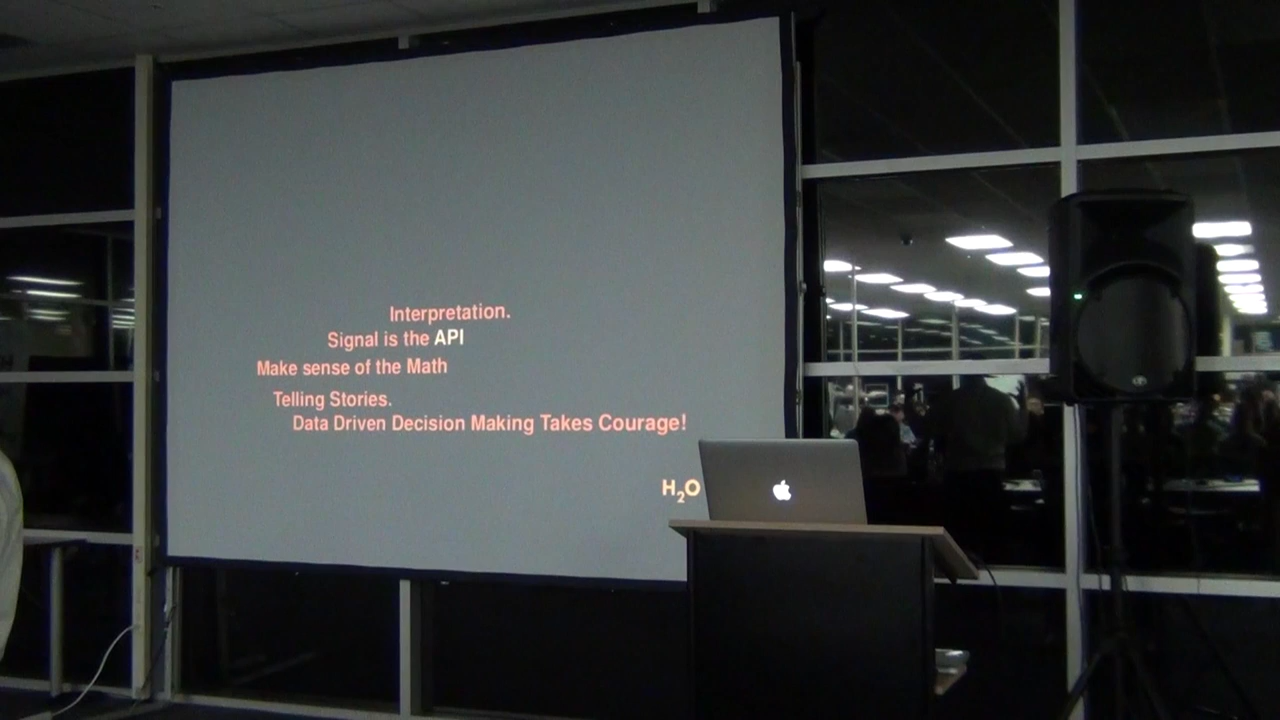 Interpretation.
Signal is the API
Make sense of the Math
Telling Stories.
Data Driven Decision Making Takes Courage!
H2O